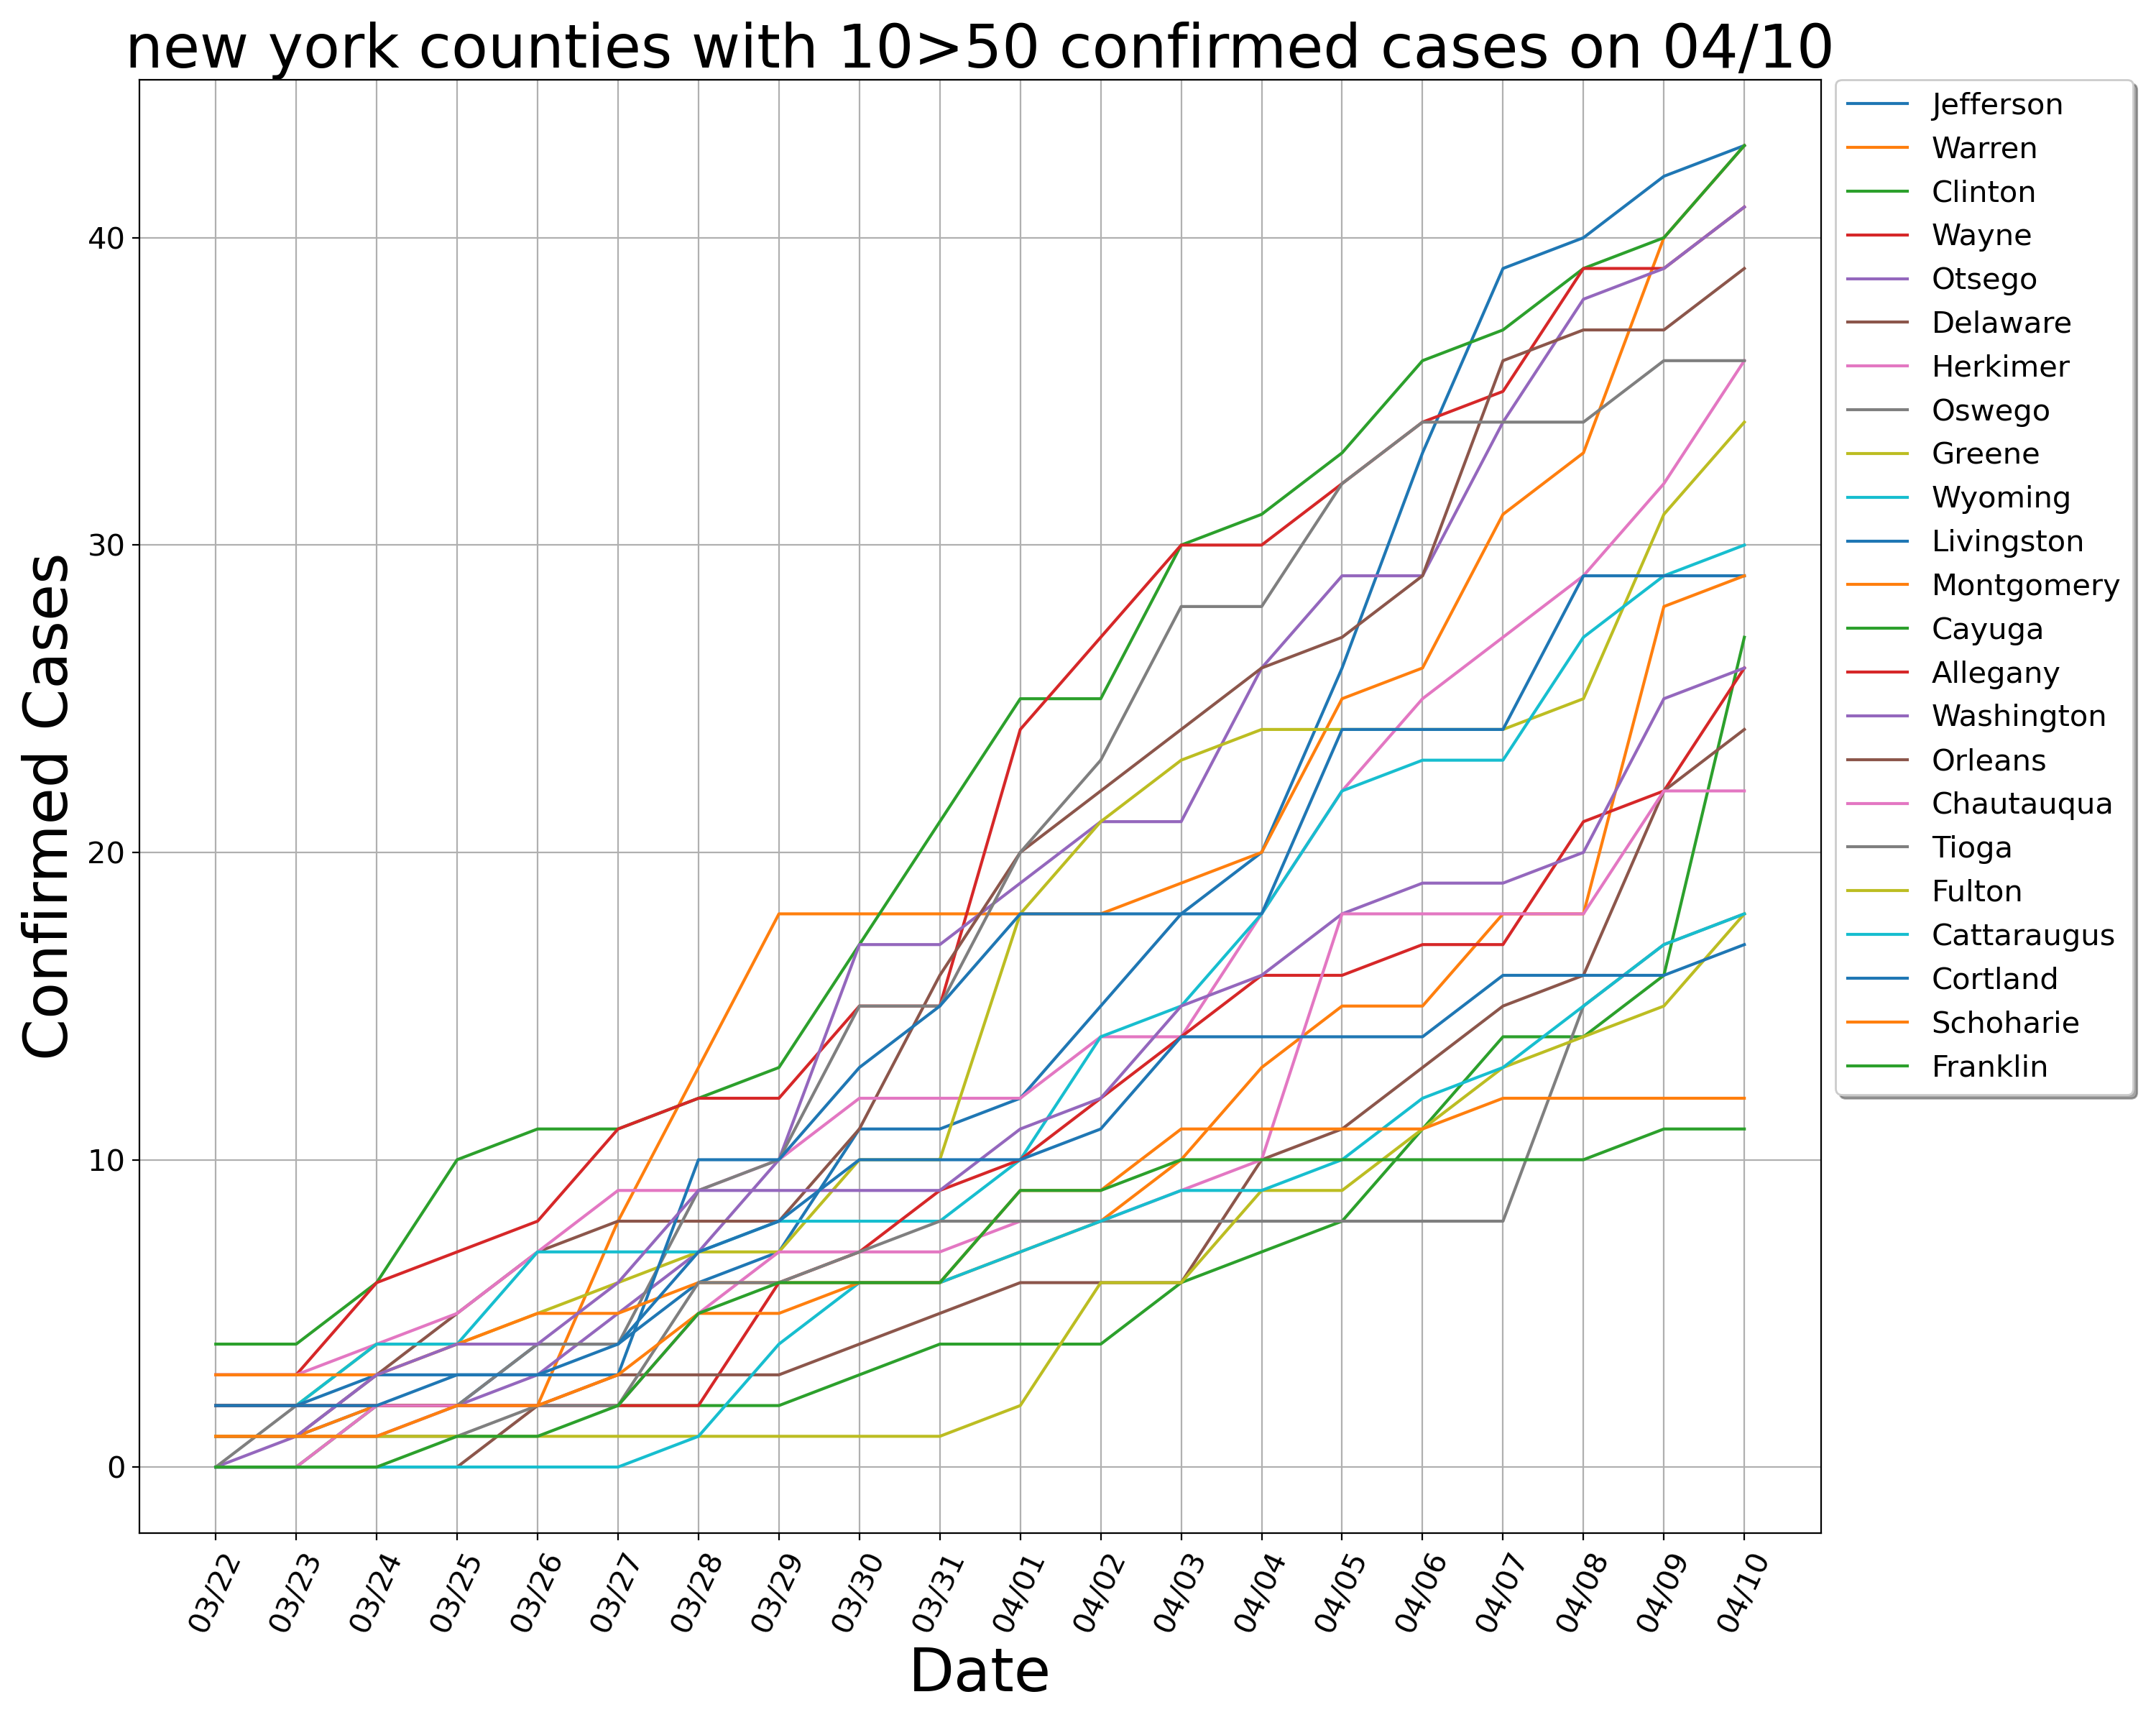 new york counties with 10>50 confirmed cases on 04/10
Confirmed Cases
40
30
20
10
0
03/22
03/23
03/24
03/25
03/26
03/27
03/28
03/29
03/30
03/31
04/01
04/02
04/03
04/04
04/05
04/06
04/07
04/08
04/09
04/10
Date
Jefferson
Warren
Clinton
Wayne
Otsego
Delaware
Herkimer
Oswego
Greene
Wyoming
Livingston
Montgomery
Cayuga
Allegany
Washington
Orleans
Chautauqua
Tioga
Fulton
Cattaraugus
Cortland
Schoharie
Franklin